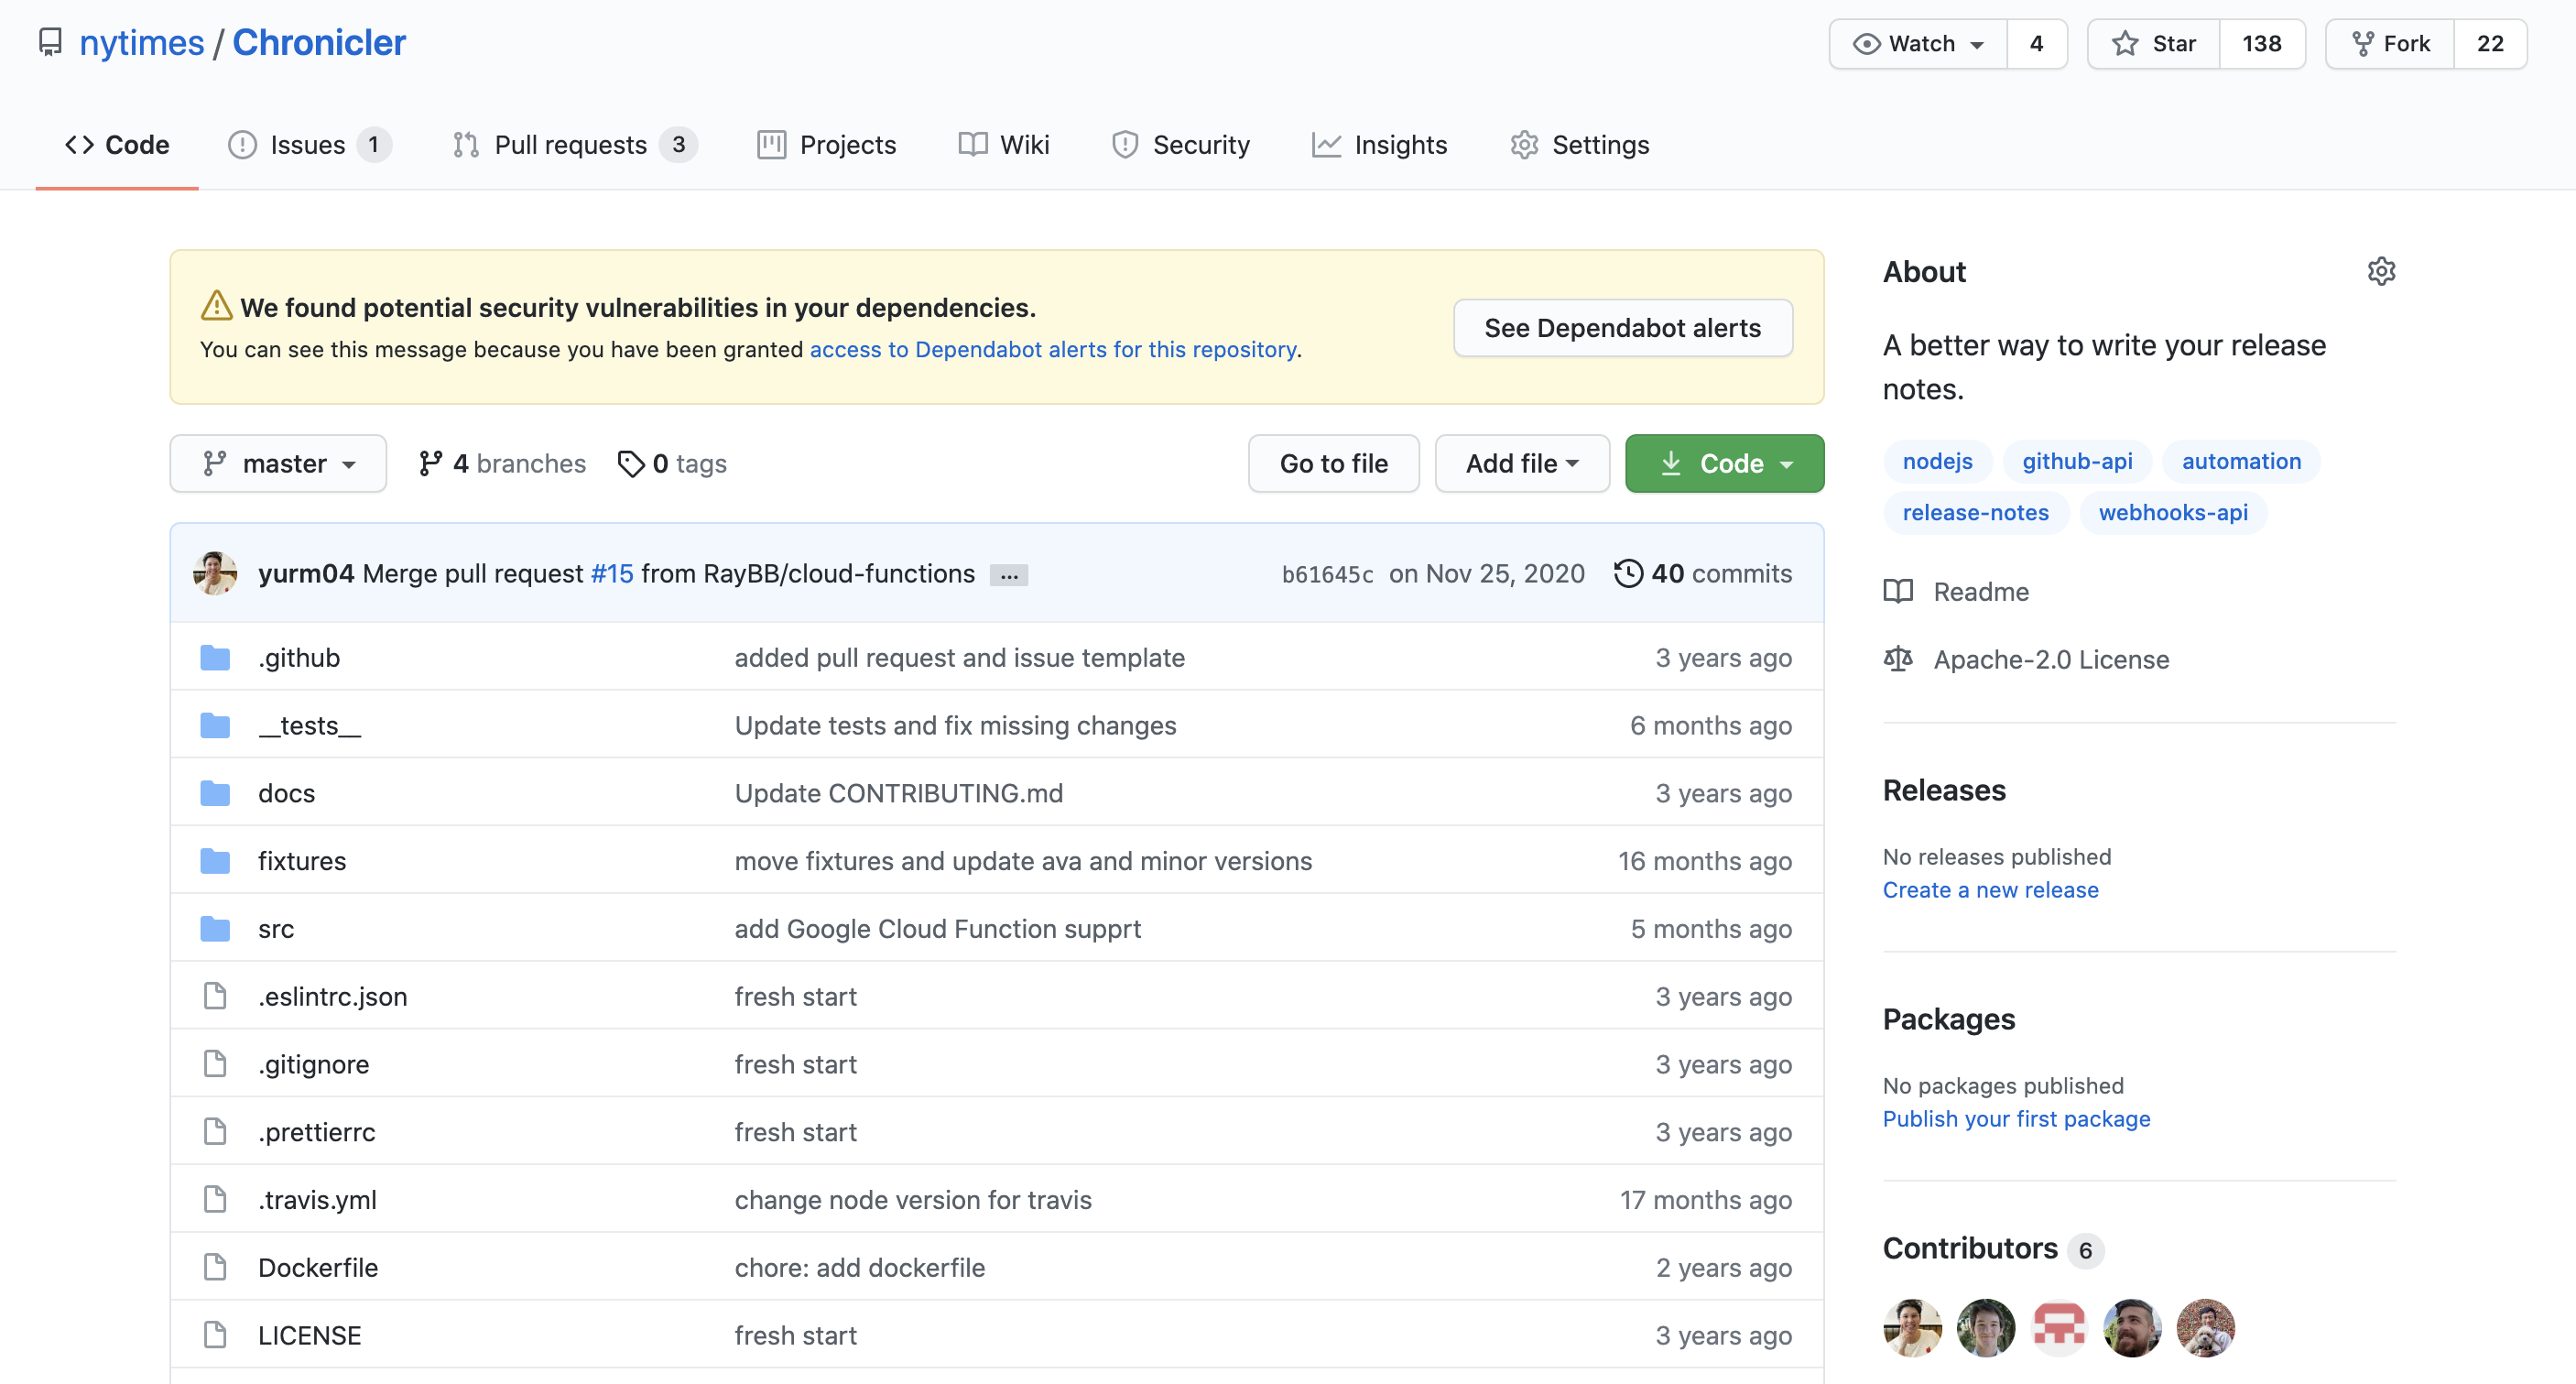 nytimes / Chronicler
Watch 4
Star 138
Fork 22
Code
Issues 1
Pull requests 3
Projects
Wiki
Security
Insights
Settings
We found potential security vulnerabilities in your dependencies.
You can see this message because you have been granted access to Dependabot alerts for this repository.
See Dependabot alerts
master
4 branches
0 tags
Go to file
Add file
Code
yurm04 Merge pull request #15 from RayBB/cloud-functions ... b61645c on Nov 25, 2020 40 commits
.github added pull request and issue template 3 years ago
__tests__ Update tests and fix missing changes 6 months ago
docs Update CONTRIBUTING.md 3 years ago
fixtures move fixtures and update ava and minor versions 16 months ago
src add Google Cloud Function supprt 5 months ago
.eslintrc.json fresh start 3 years ago
.gitignore fresh start 3 years ago
.prettierrc fresh start 3 years ago
.travis.yml change node version for travis 17 months ago
Dockerfile chore: add dockerfile 2 years ago
LICENSE fresh start 3 years ago
About
A better way to write your release
notes.
nodejs github-api automation
release-notes webhooks-api
Readme
Apache-2.0 License
Releases
No releases published
Create a new release
Packages
No packages published
Publish your first package
Contributors 6